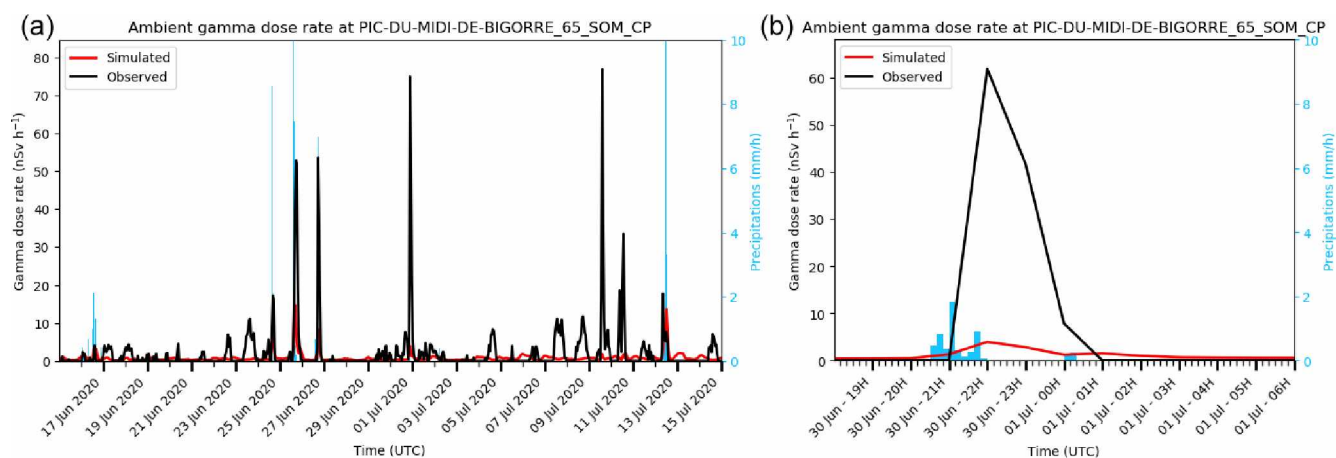 (a)
Ambient gamma dose rate at PIC-DU-MIDI-DE-BIGORRE_65_SOM_CP
Simulated
Observed
Gamma dose rate (nSv h⁻¹)
80
70
60
50
40
30
20
10
0
10
8
6
4
2
0
Precipitations (mm/h)
17 Jun 2020
19 Jun 2020
21 Jun 2020
23 Jun 2020
25 Jun 2020
27 Jun 2020
29 Jun 2020
01 Jul 2020
03 Jul 2020
05 Jul 2020
07 Jul 2020
09 Jul 2020
11 Jul 2020
13 Jul 2020
15 Jul 2020
Time (UTC)
(b)
Ambient gamma dose rate at PIC-DU-MIDI-DE-BIGORRE_65_SOM_CP
Simulated
Observed
Gamma dose rate (nSv h⁻¹)
60
50
40
30
20
10
0
10
8
6
4
2
0
Precipitations (mm/h)
30 Jun - 19H
30 Jun - 20H
30 Jun - 21H
30 Jun - 22H
30 Jun - 23H
01 Jul - 00H
01 Jul - 01H
01 Jul - 02H
01 Jul - 03H
01 Jul - 04H
01 Jul - 05H
01 Jul - 06H
Time (UTC)